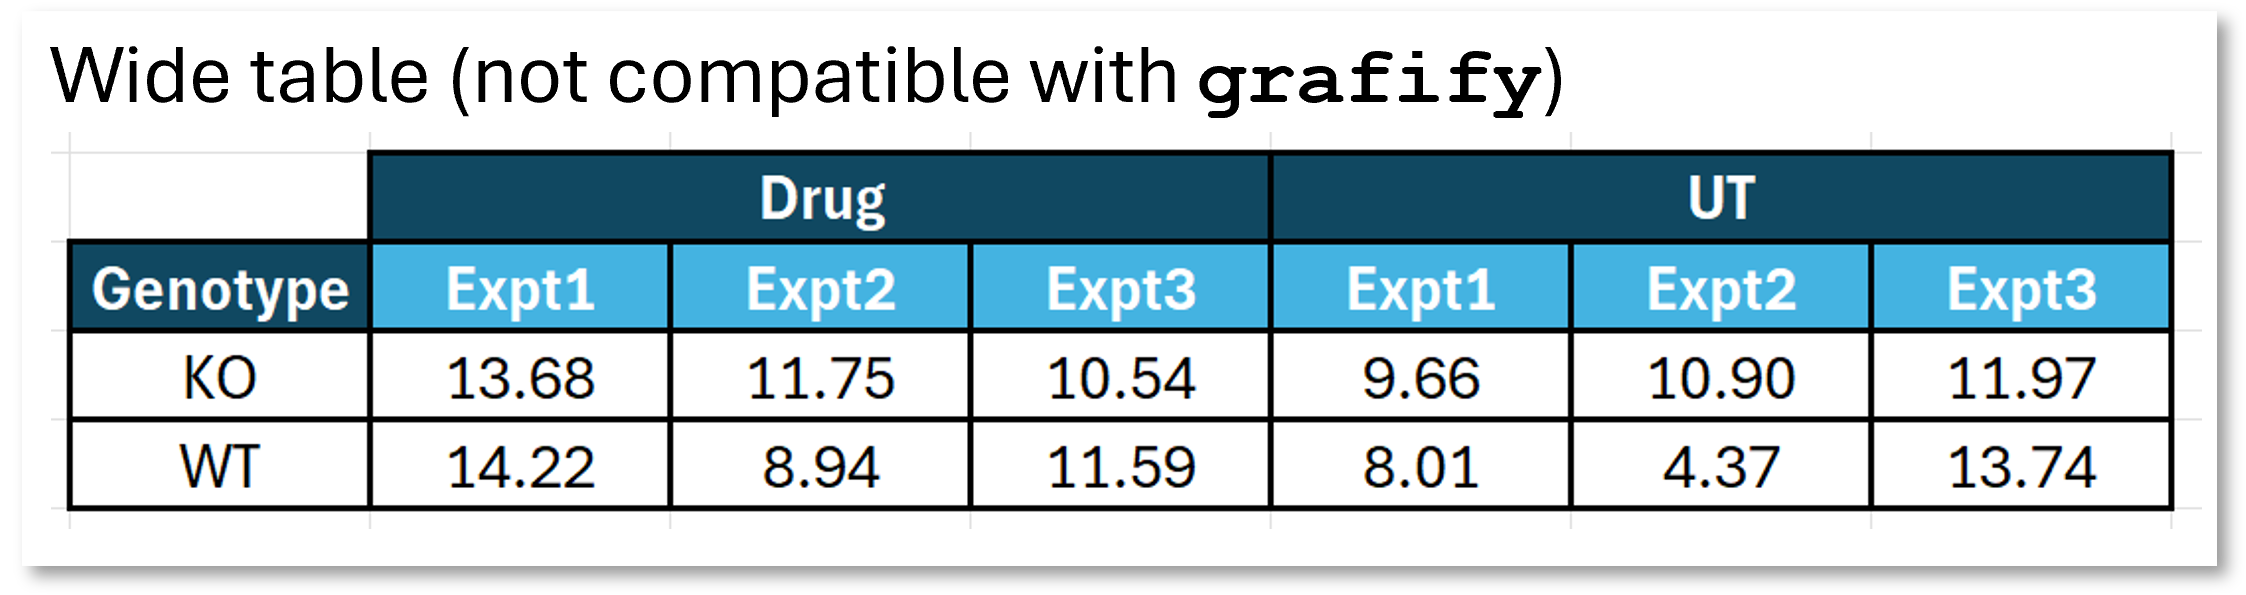 Wide table (not compatible with grafify)
Drug UT
Genotype Expt1 Expt2 Expt3 Expt1 Expt2 Expt3
KO 13.68 11.75 10.54 9.66 10.90 11.97
WT 14.22 8.94 11.59 8.01 4.37 13.74